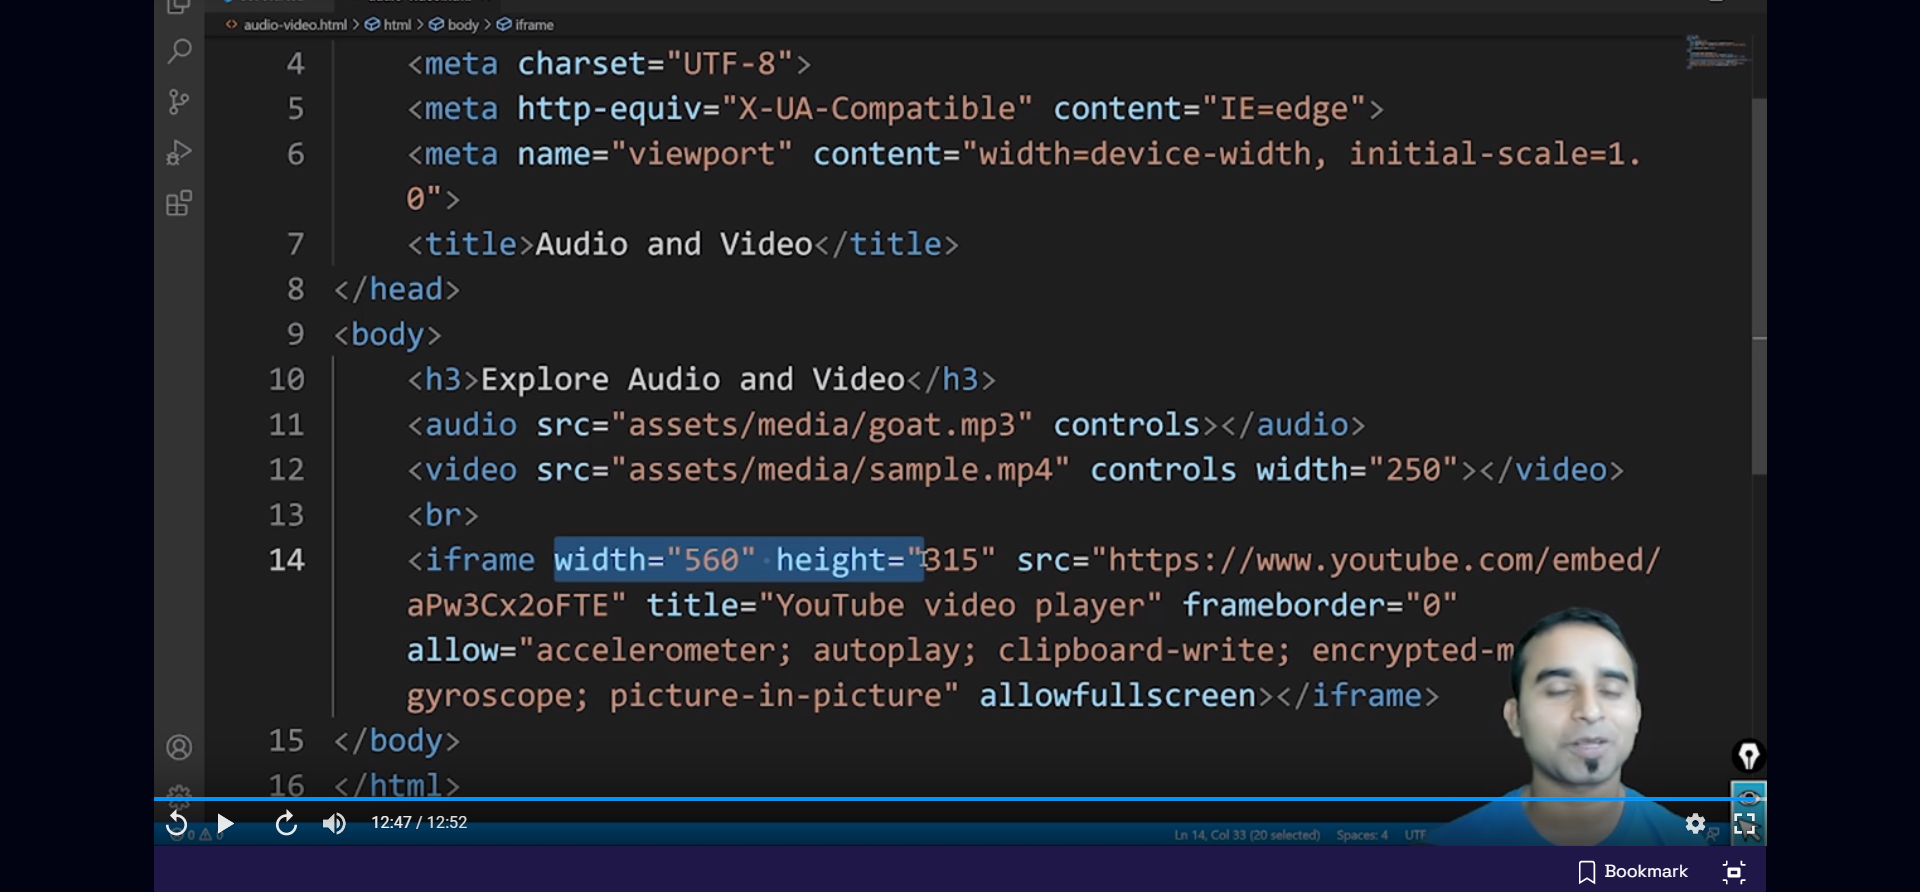 audio-video.html > html > body > iframe
4 <meta charset="UTF-8">
5 <meta http-equiv="X-UA-Compatible" content="IE=edge">
6 <meta name="viewport" content="width=device-width, initial-scale=1.
0">
7 <title>Audio and Video</title>
8 </head>
9 <body>
10 <h3>Explore Audio and Video</h3>
11 <audio src="assets/media/goat.mp3" controls></audio>
12 <video src="assets/media/sample.mp4" controls width="250"></video>
13 <br>
14 <iframe width="560" height="315" src="https://www.youtube.com/embed/
aPw3Cx2oFTE" title="YouTube video player" frameborder="0"
allow="accelerometer; autoplay; clipboard-write; encrypted-m
gyroscope; picture-in-picture" allowfullscreen></iframe>
15 </body>
16 </html>
12:47 / 12:52
Ln 14, Col 33 (20 selected) Spaces: 4 UTF
Bookmark